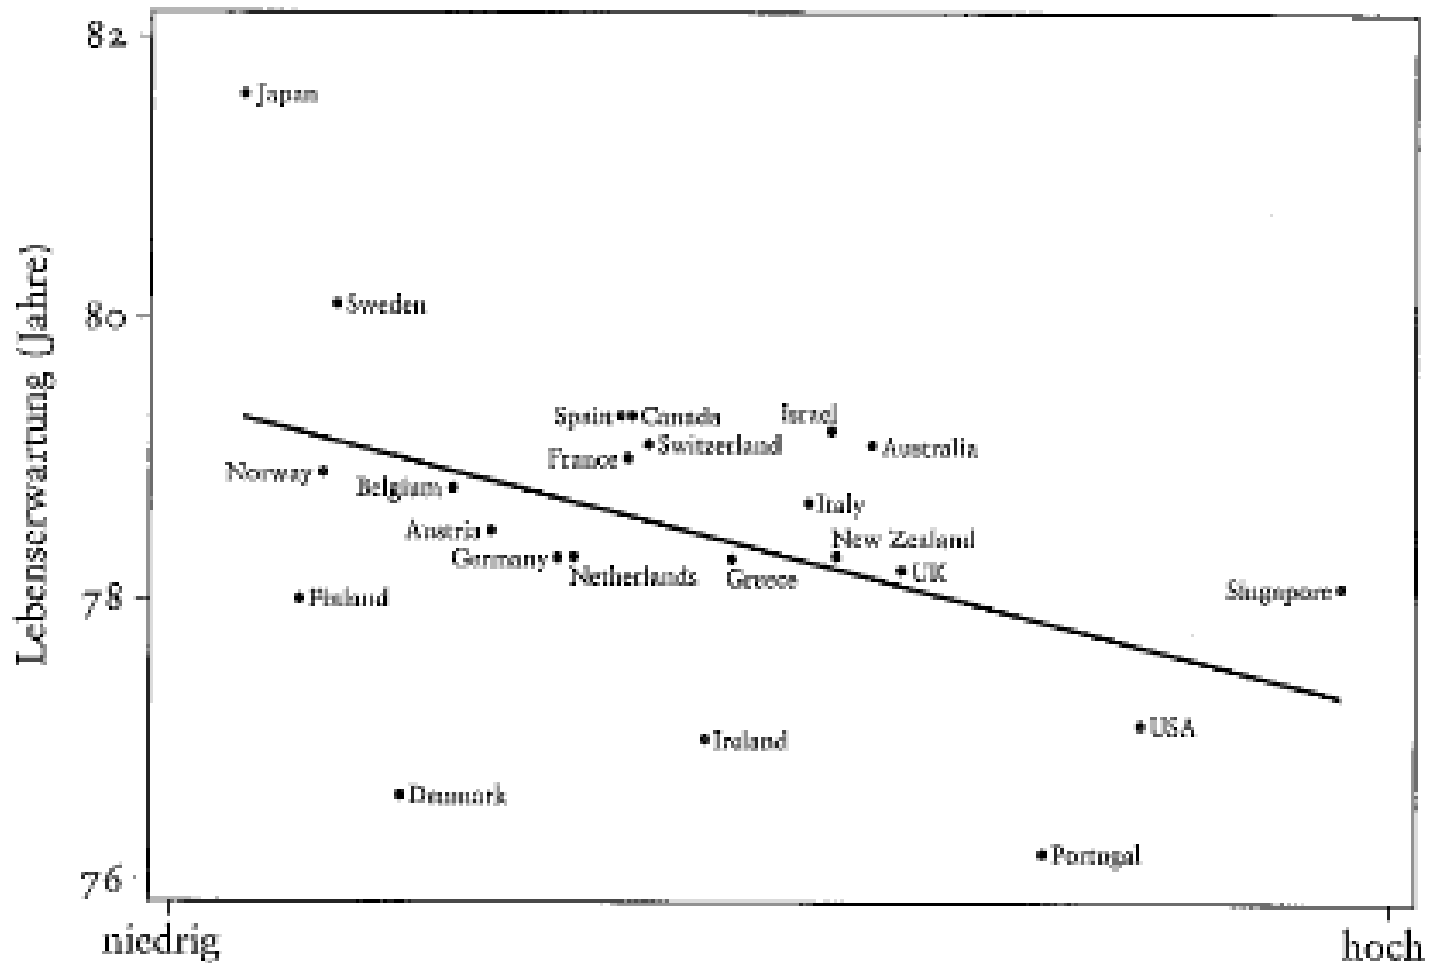 82
Japan
Lebenserwartung (Jahre)
80
Sweden
Spain Canada
Israel
Switzerland
Australia
France
Norway
Belgium
Italy
Austria
New Zealand
Germany
Netherlands
Greece
UK
78
Finland
Singapore
USA
Ireland
Denmark
Portugal
76
niedrig
hoch